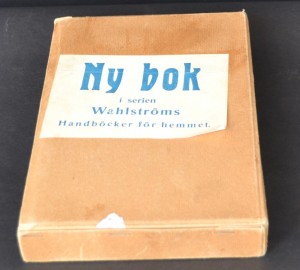 Ny bok
i serien
Wahlströms
Handböcker för hemmet.